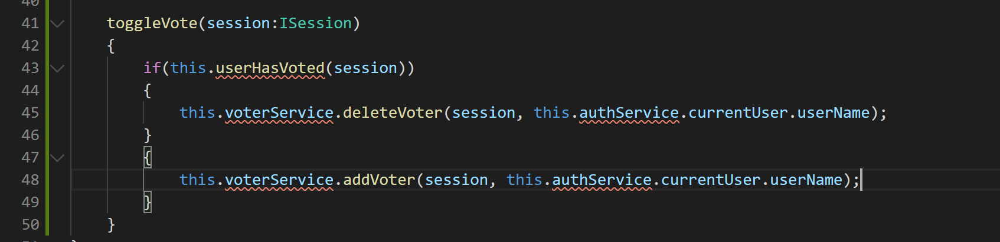 40
41 toggleVote(session:ISession)
42 {
43 if(this.userHasVoted(session))
44 {
45 this.voterService.deleteVoter(session, this.authService.currentUser.userName);
46 }
47 {
48 this.voterService.addVoter(session, this.authService.currentUser.userName);
49 }
50 }